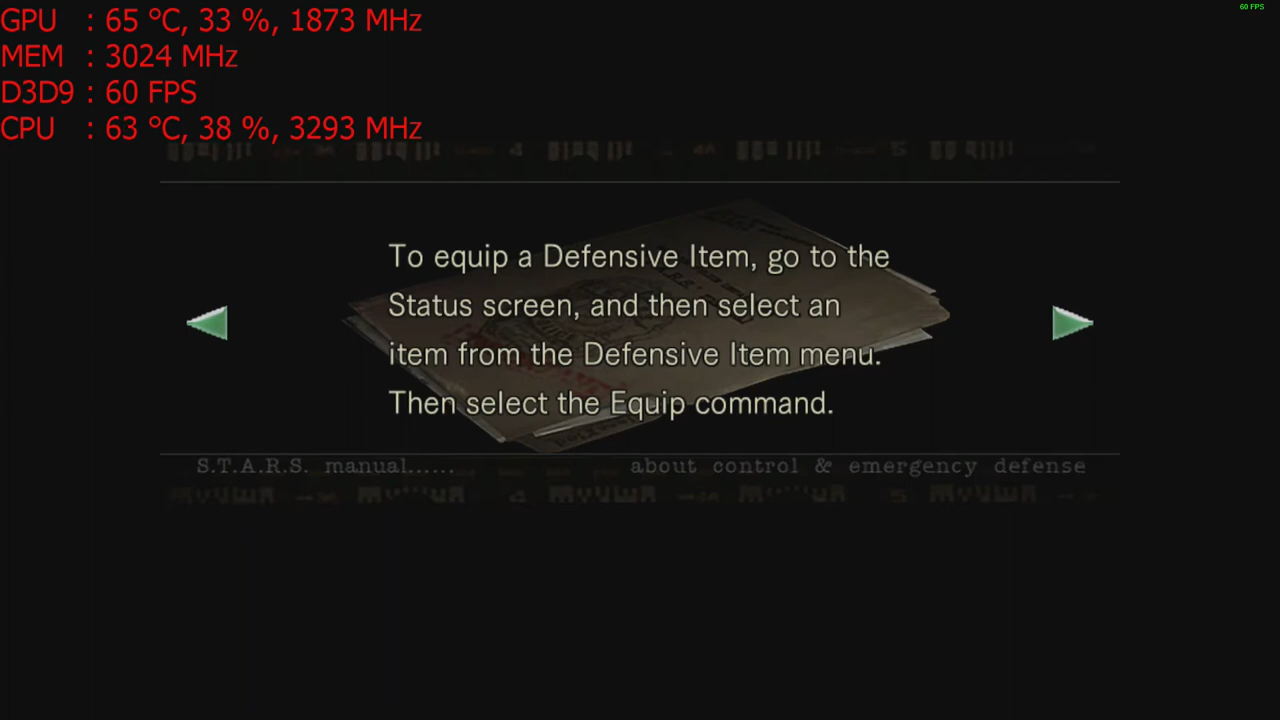 60 FPS
GPU : 65 °C, 33 %, 1873 MHz
MEM : 3024 MHz
D3D9 : 60 FPS
CPU : 63 °C, 38 %, 3293 MHz
To equip a Defensive Item, go to the
Status screen, and then select an
item from the Defensive Item menu.
Then select the Equip command.
S.T.A.R.S. manual...... about control & emergency defense